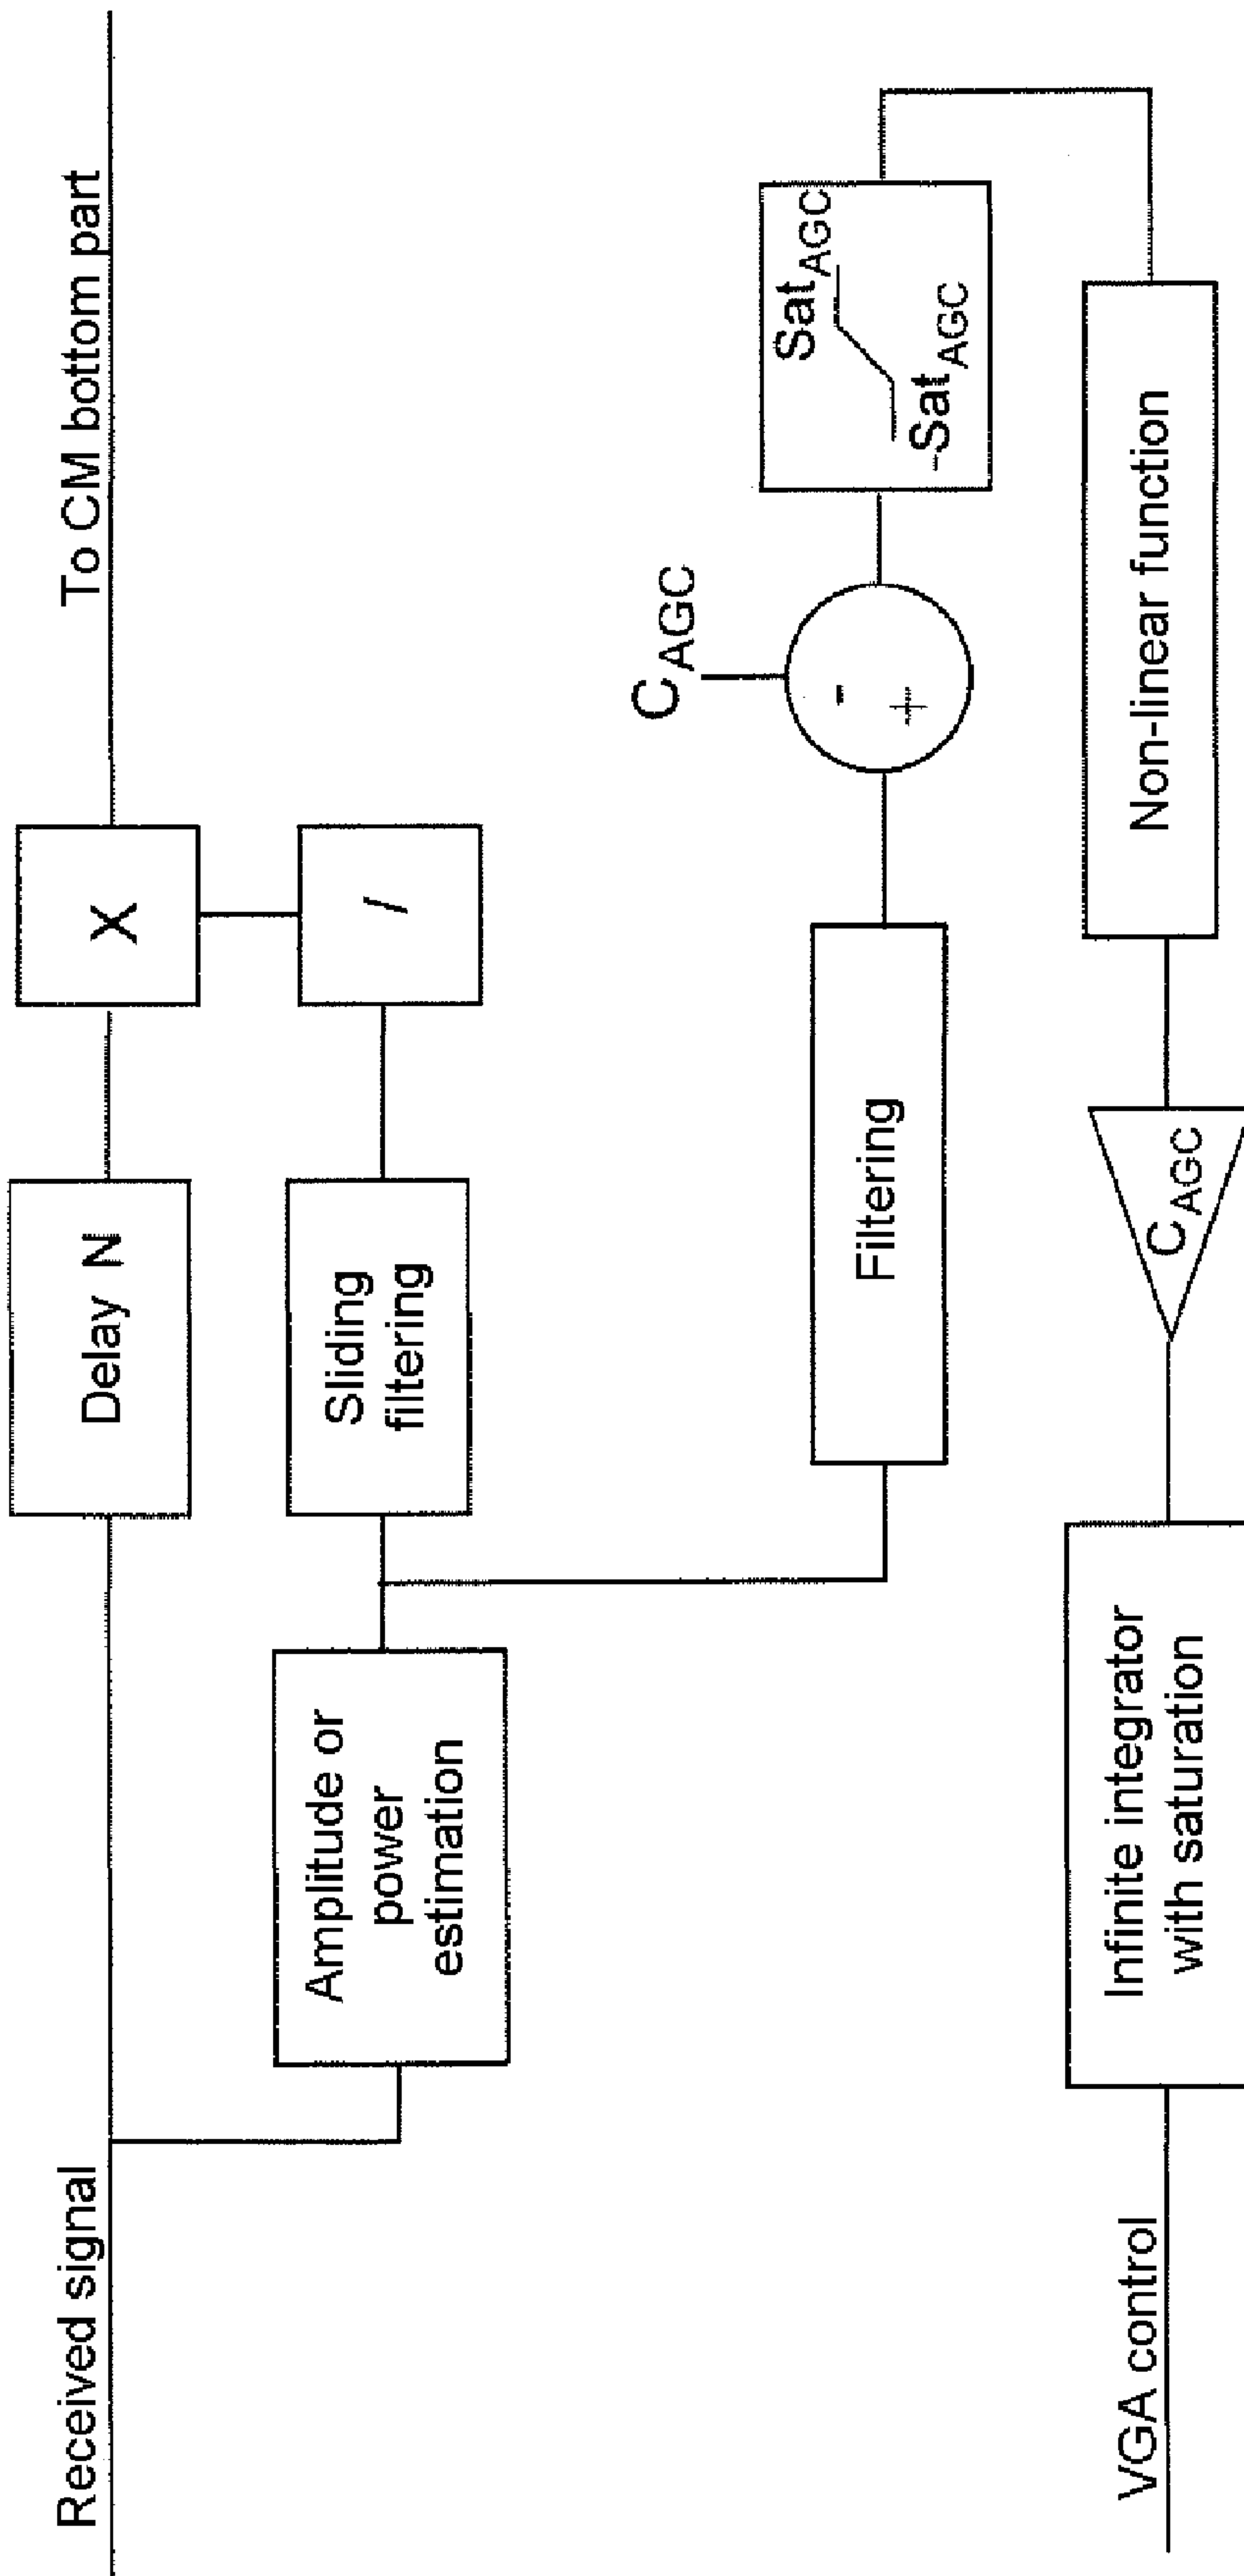 Received signal
To CM bottom part
Delay N
X
Amplitude or
power
estimation
Sliding
filtering
/
C AGC
Filtering
-
+
Sat AGC
-Sat AGC
VGA control
Infinite integrator
with saturation
C AGC
Non-linear function